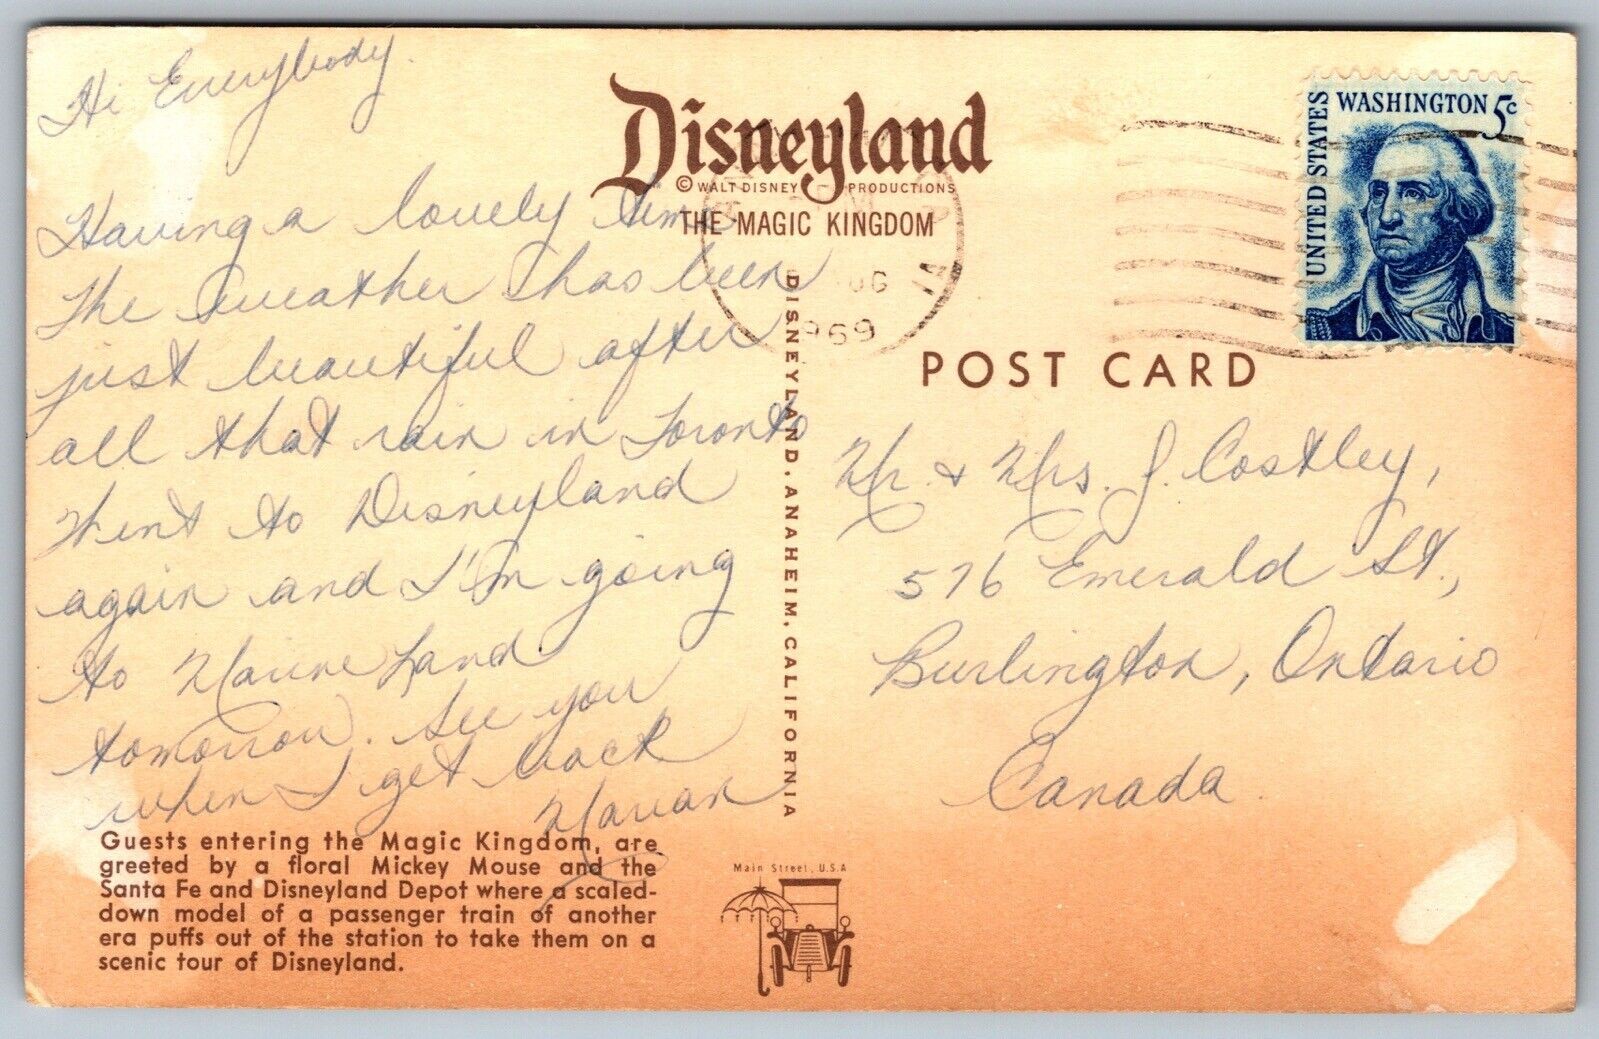 Hi Everybody.
Having a lovely time
The weather has been
just beautiful after
all that rain in Toronto
Went to Disneyland
again and I'm going
to Marine Land
tomorrow. See you
when I get back
Marian
Guests entering the Magic Kingdom, are
greeted by a floral Mickey Mouse and the
Santa Fe and Disneyland Depot where a scaled-
down model of a passenger train of another
era puffs out of the station to take them on a
scenic tour of Disneyland.
Disneyland
© WALT DISNEY PRODUCTIONS
THE MAGIC KINGDOM
DISNEYLAND, ANAHEIM, CALIFORNIA
Main Street, U.S.A
1969
UNITED STATES
WASHINGTON 5c
POST CARD
Mr. & Mrs. J. Costley,
576 Emerald St.,
Burlington, Ontario
Canada.